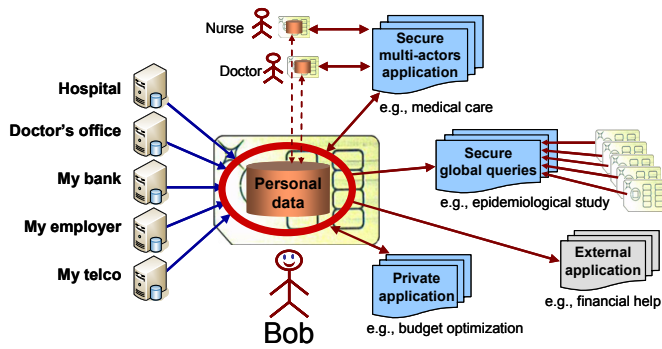 Nurse
Doctor
Secure
multi-actors
application
e.g., medical care
Hospital
Doctor's office
My bank
My employer
My telco
Personal
data
Secure
global queries
e.g., epidemiological study
External
application
e.g., financial help
Private
application
e.g., budget optimization
Bob